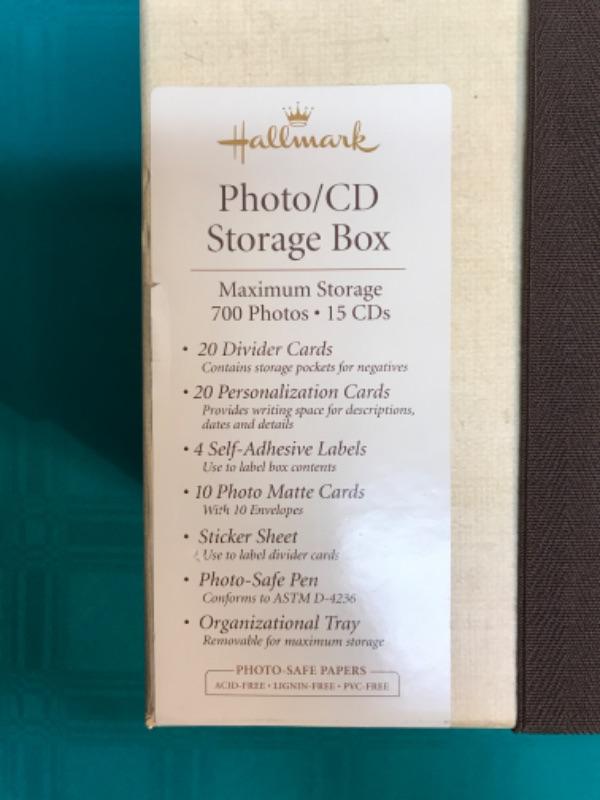 Hallmark
Photo/CD
Storage Box
Maximum Storage
700 Photos • 15 CDs
• 20 Divider Cards
Contains storage pockets for negatives
• 20 Personalization Cards
Provides writing space for descriptions,
dates and details
• 4 Self-Adhesive Labels
Use to label box contents
• 10 Photo Matte Cards
With 10 Envelopes
• Sticker Sheet
Use to label divider cards
• Photo-Safe Pen
Conforms to ASTM D-4236
• Organizational Tray
Removable for maximum storage
PHOTO-SAFE PAPERS
ACID-FREE • LIGNIN-FREE • PVC-FREE